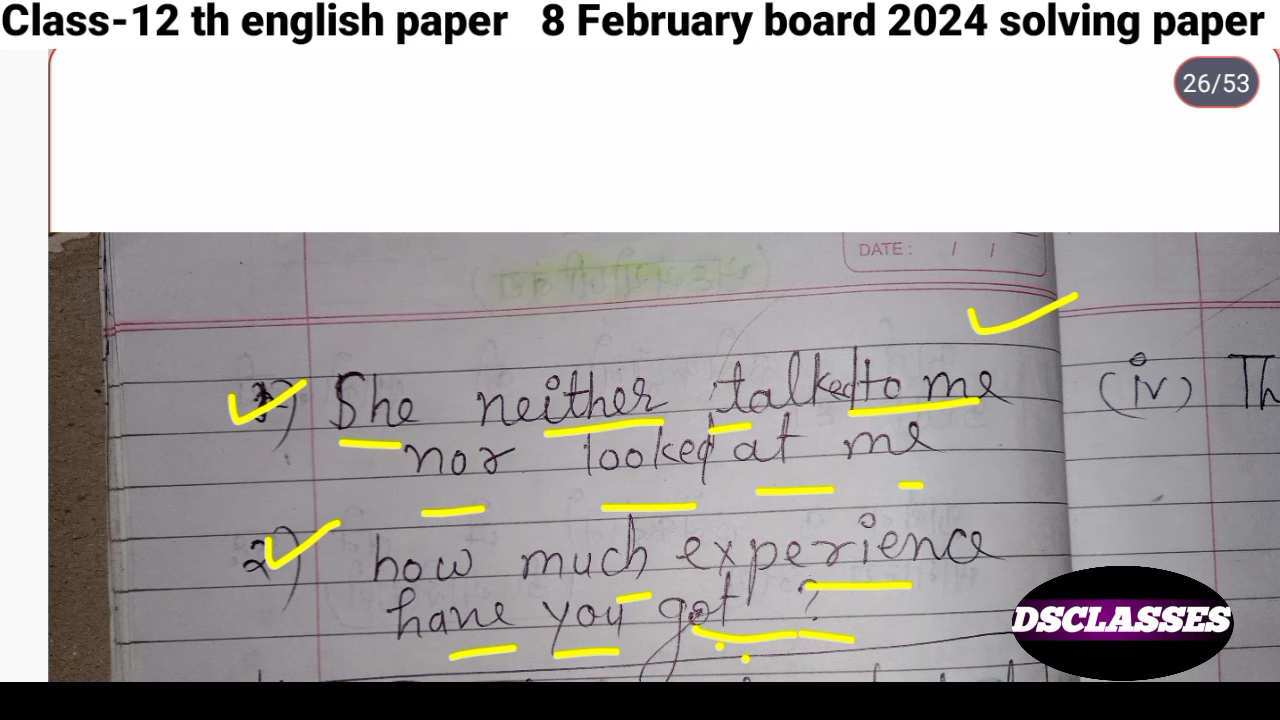 Class-12 th english paper 8 February board 2024 solving paper
26/53
DATE: / /
1) She neither talked to me
nor looked at me
(iv) Th
2) how much experience
have you got ?
DSCLASSES